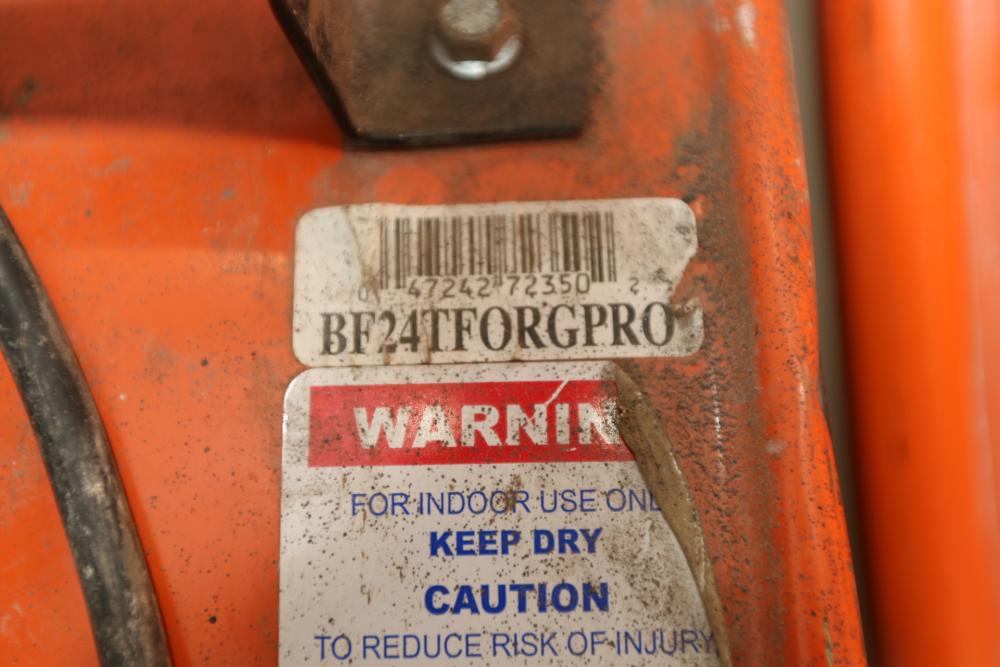 0 47242 72350 2
BF24TFORGPRO
WARNIN
FOR INDOOR USE ONL
KEEP DRY
CAUTION
TO REDUCE RISK OF INJURY